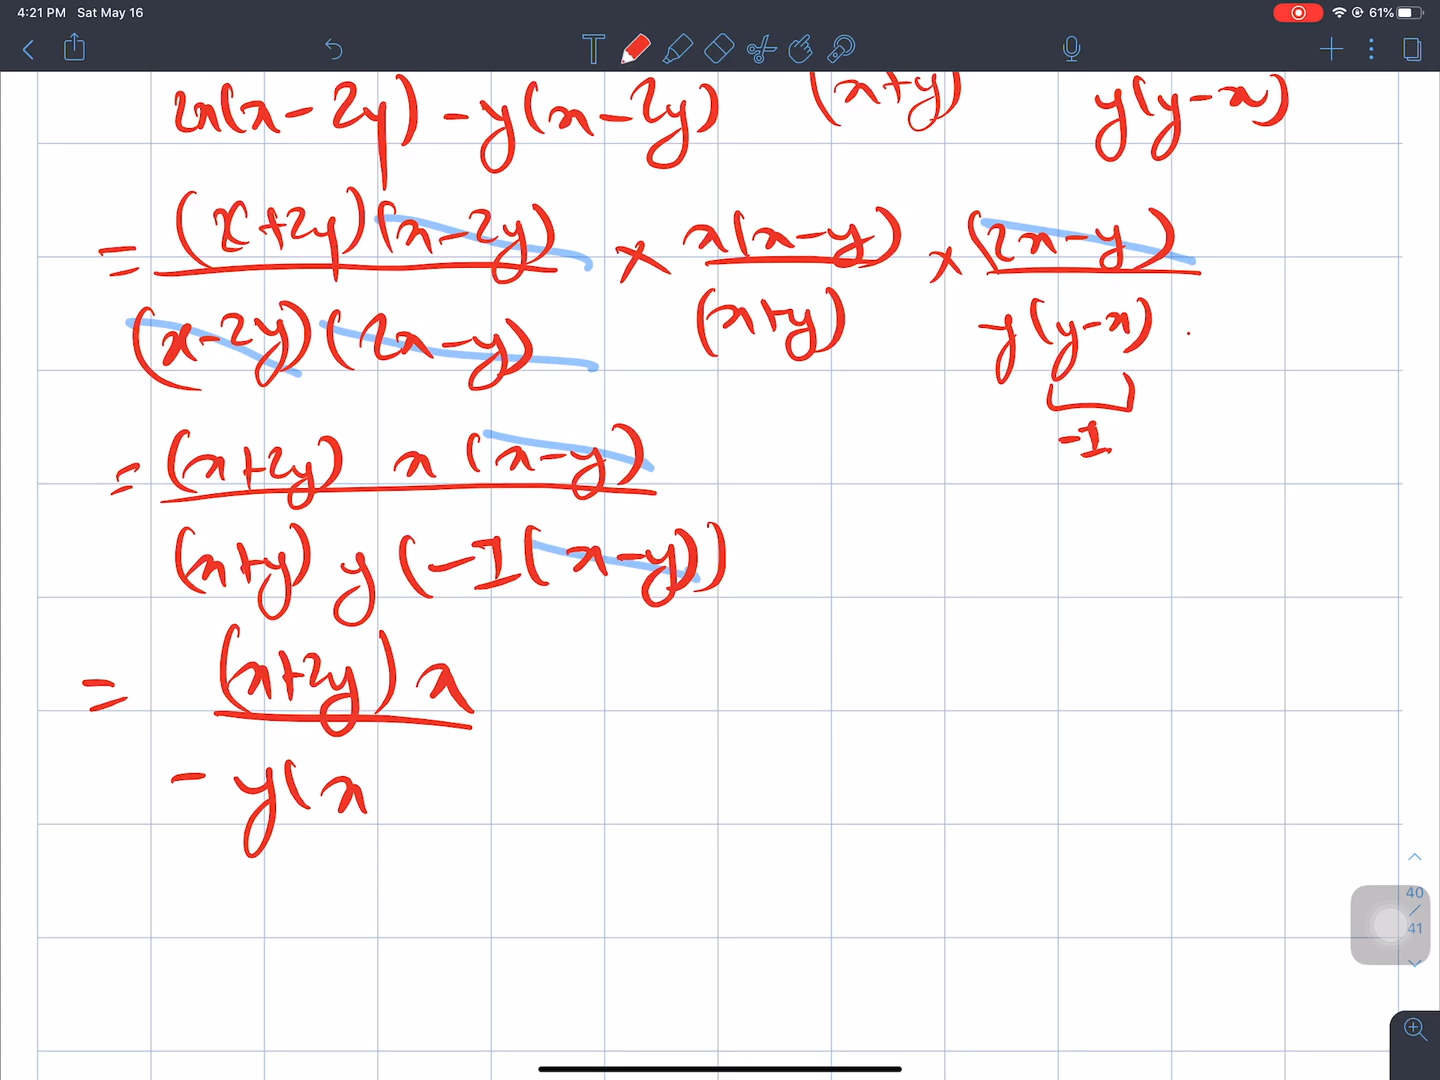 4:21 PM Sat May 16 61%
2x(x-2y) - y(x-2y) (x+y) y(y-x)
= (x+2y)(x-2y) × x(x-y) × (2x-y)
(x-2y)(2x-y) (x+y) y(y-x)
-1
= (x+2y) x (x-y)
(x+y) y (-1(x-y))
= (x+2y) x
- y(x
40
/
41